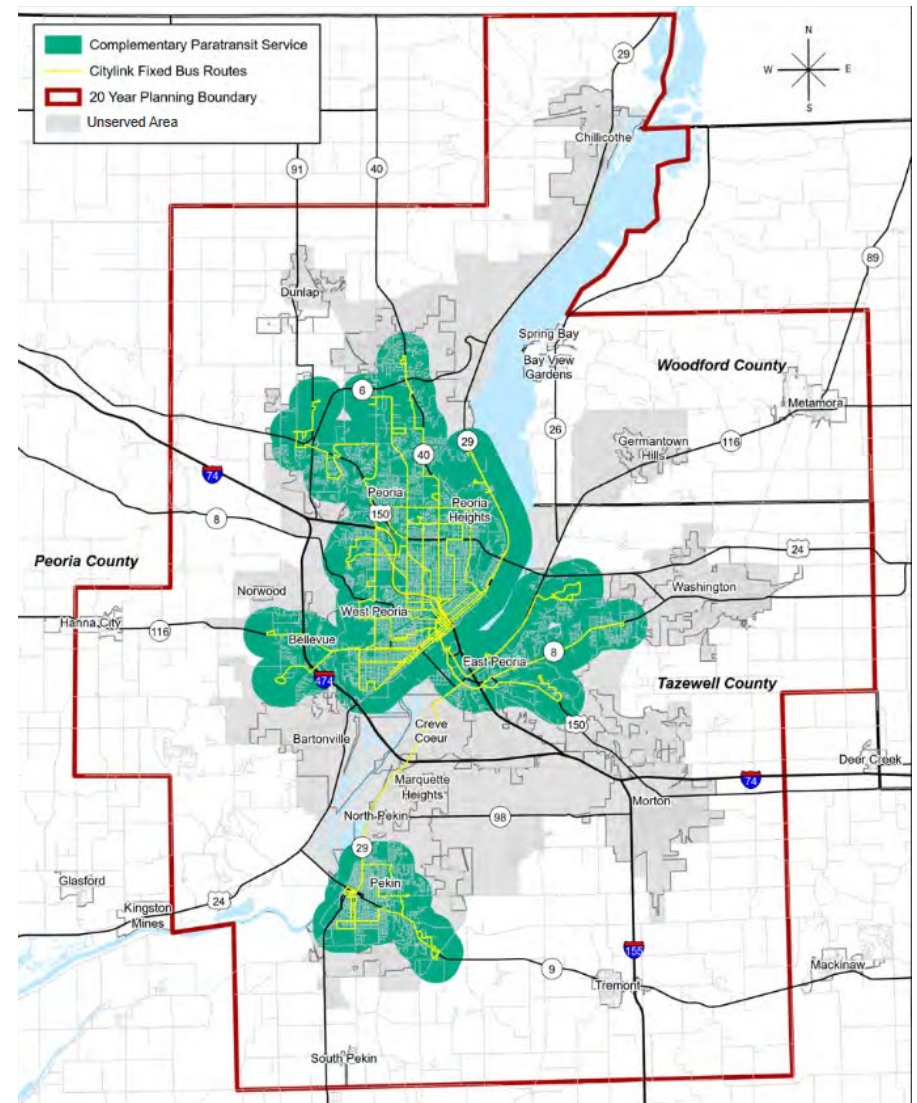 Complementary Paratransit Service
Citylink Fixed Bus Routes
20 Year Planning Boundary
Unserved Area
N
W
E
S
29
Chillicothe
91
40
89
Dunlap
Spring Bay
Bay View
Gardens
Woodford County
6
Metamora
29
26
116
40
Germantown
Hills
74
Peoria
150
Peoria
Heights
8
24
Peoria County
Norwood
Washington
West Peoria
Hanna City
116
Bellevue
8
East Peoria
474
Tazewell County
150
Creve
Coeur
Bartonville
Deer Creek
74
Marquette
Heights
Morton
North Pekin
98
29
Glasford
Pekin
24
Kingston
Mines
155
9
Mackinaw
Tremont
South Pekin